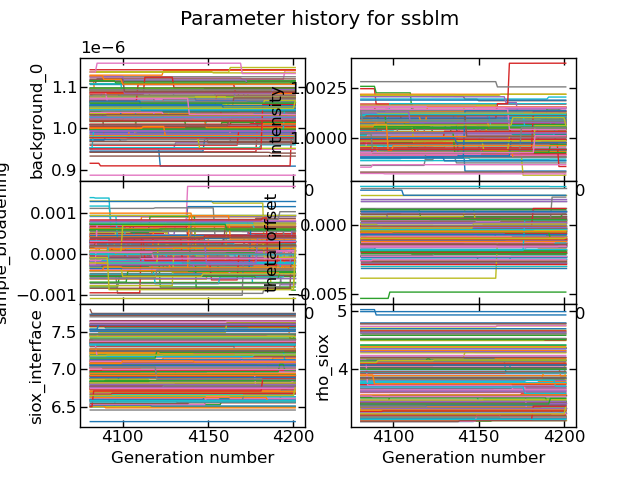 Parameter history for ssblm
1e−6
background_0
1.1
1.0
0.9
intensity
1.0025
1.0000
sample_broadening
0.001
0.000
−0.001
0
theta_offset
0.000
−0.005
0
siox_interface
7.5
7.0
6.5
0
rho_siox
5
4
0
4100 4150 4200
4100 4150 4200
Generation number
Generation number